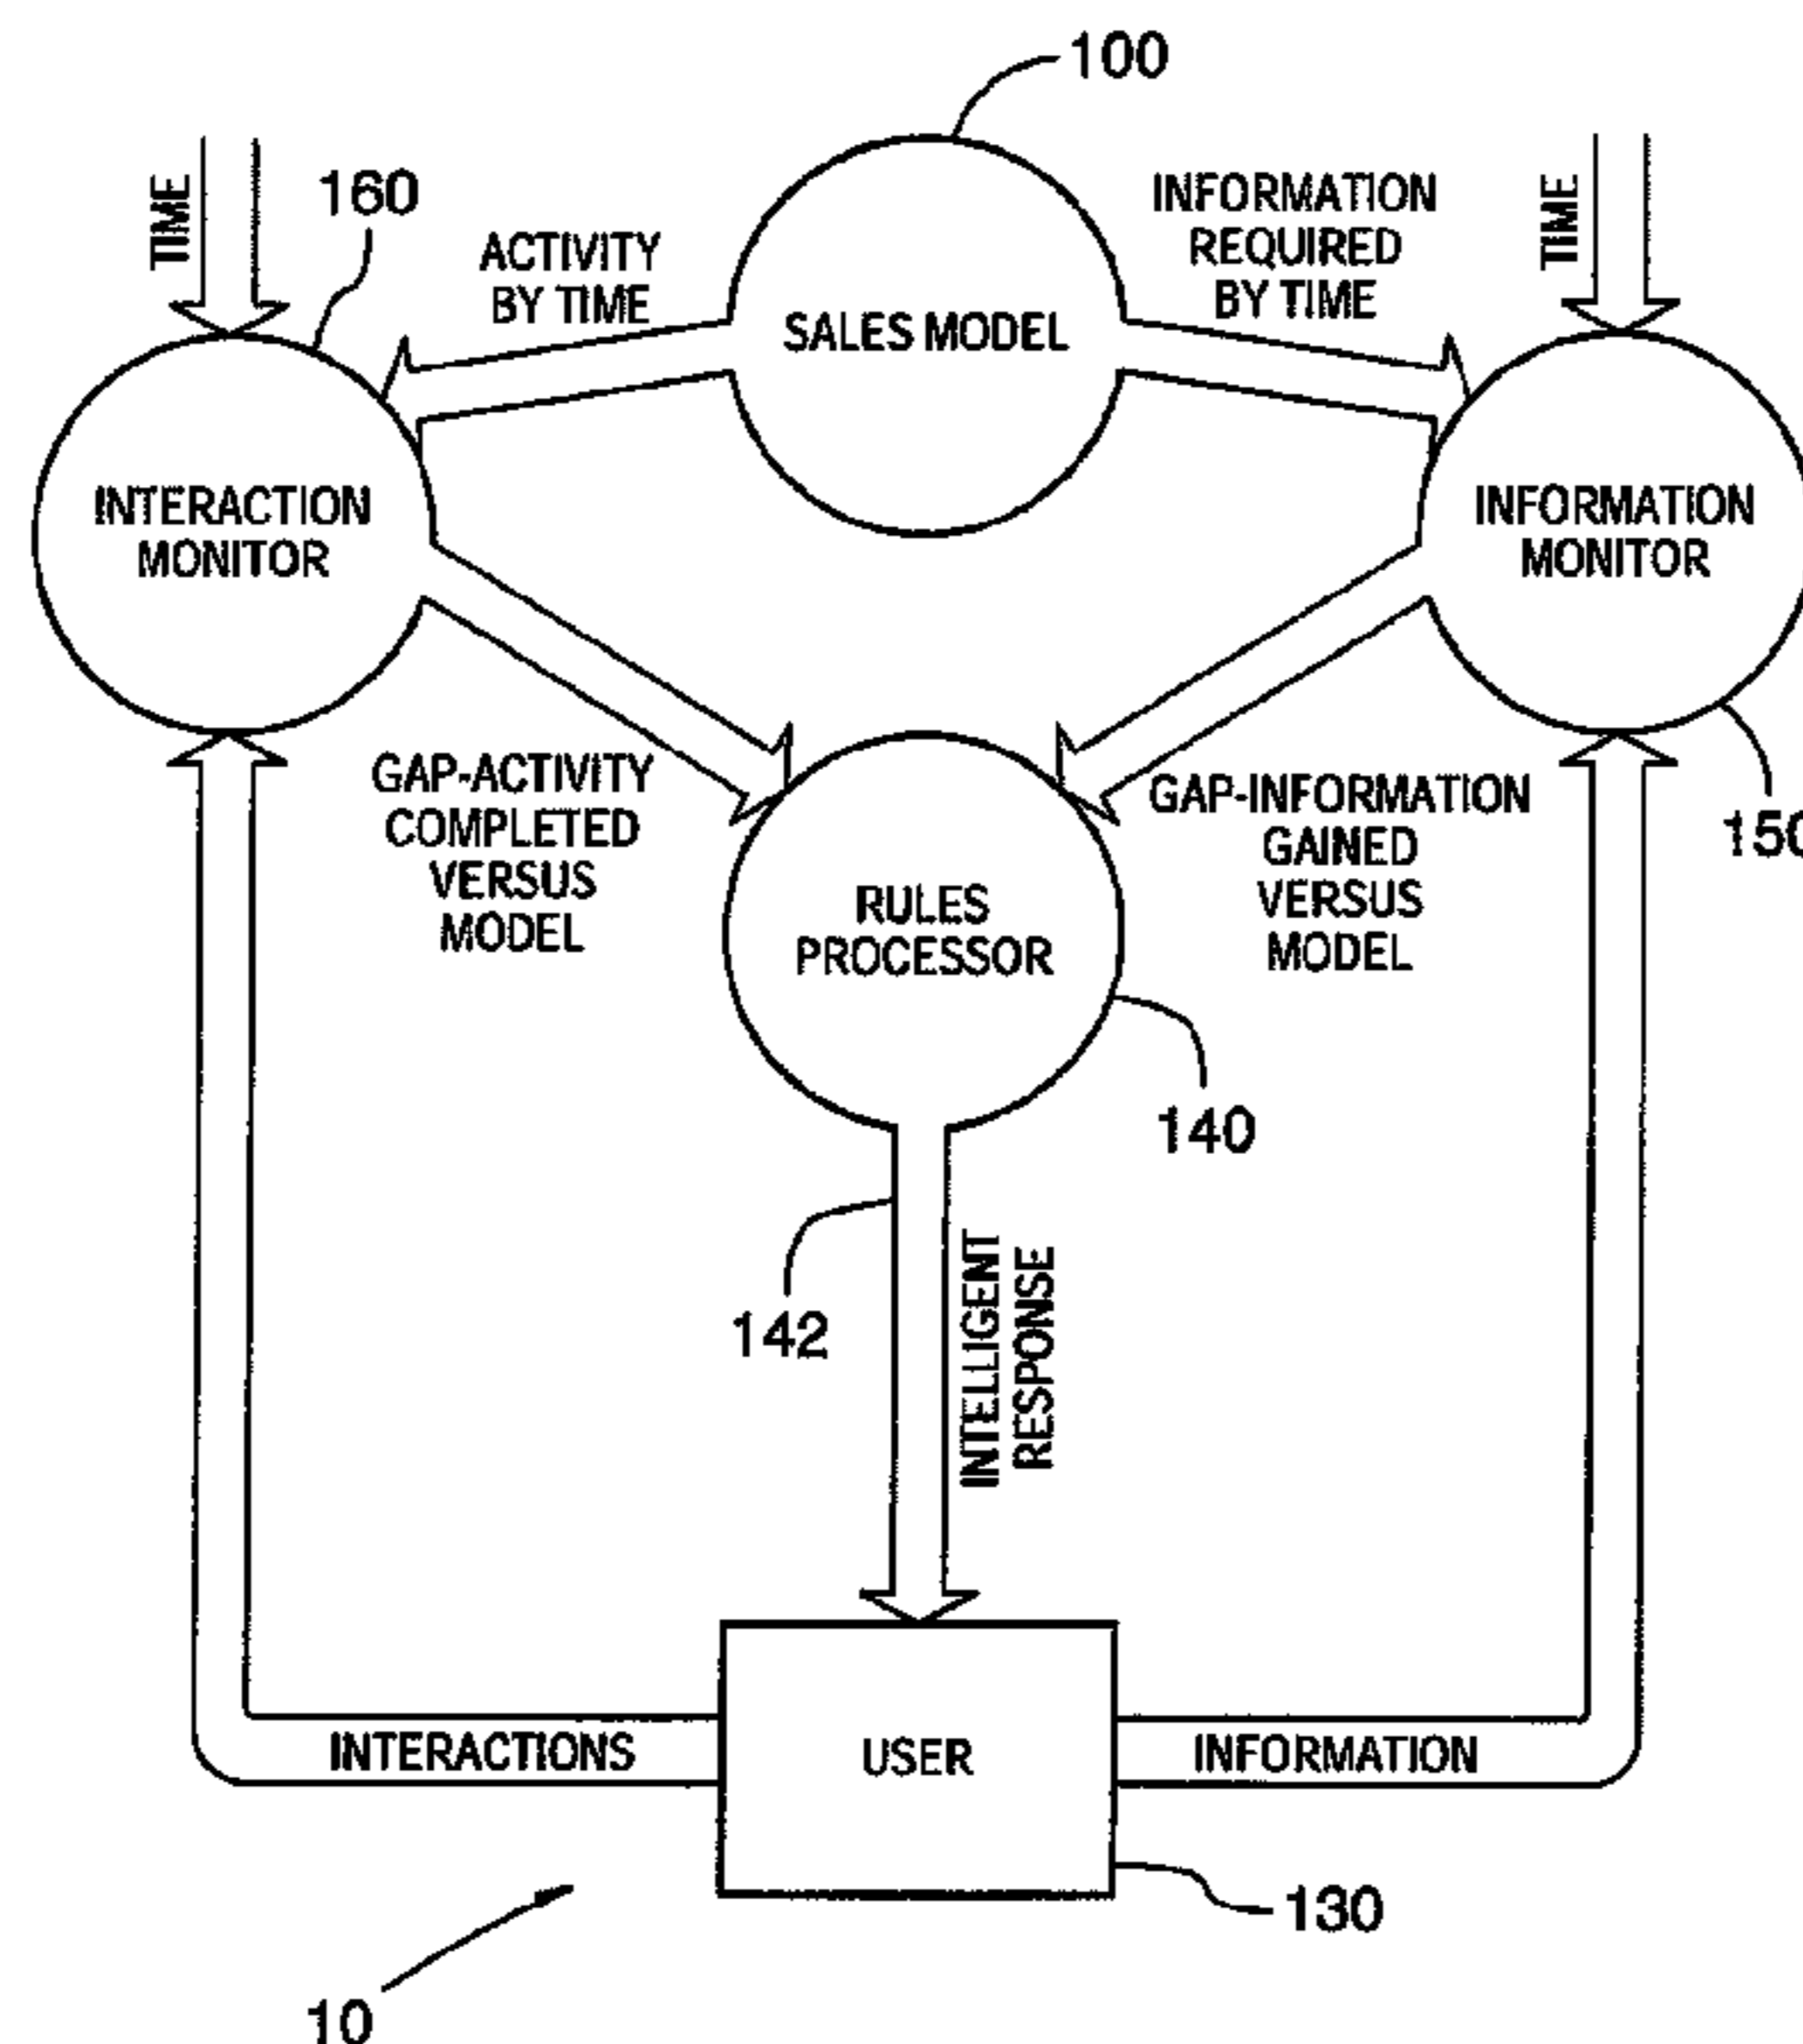 100
TIME
160
ACTIVITY
BY TIME
INFORMATION
REQUIRED
BY TIME
TIME
SALES MODEL
INTERACTION
MONITOR
INFORMATION
MONITOR
GAP-ACTIVITY
COMPLETED
VERSUS
MODEL
GAP-INFORMATION
GAINED
VERSUS
MODEL
150
RULES
PROCESSOR
140
142
INTELLIGENT
RESPONSE
INTERACTIONS
USER
INFORMATION
130
10